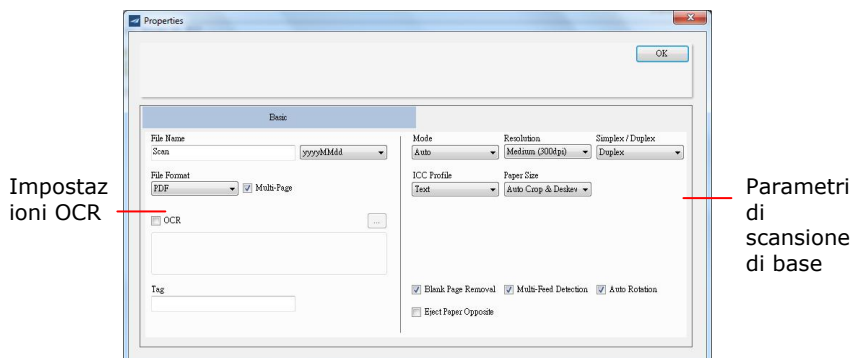 Properties
OK
Basic
File Name
Scan yyyyMMdd
File Format
PDF Multi-Page
OCR ...
Tag
Mode Resolution Simplex / Duplex
Auto Medium (300dpi) Duplex
ICC Profile Paper Size
Text Auto Crop & Deskew
Blank Page Removal Multi-Feed Detection Auto Rotation
Eject Paper Opposite
Impostaz
ioni OCR
Parametri
di
scansione
di base